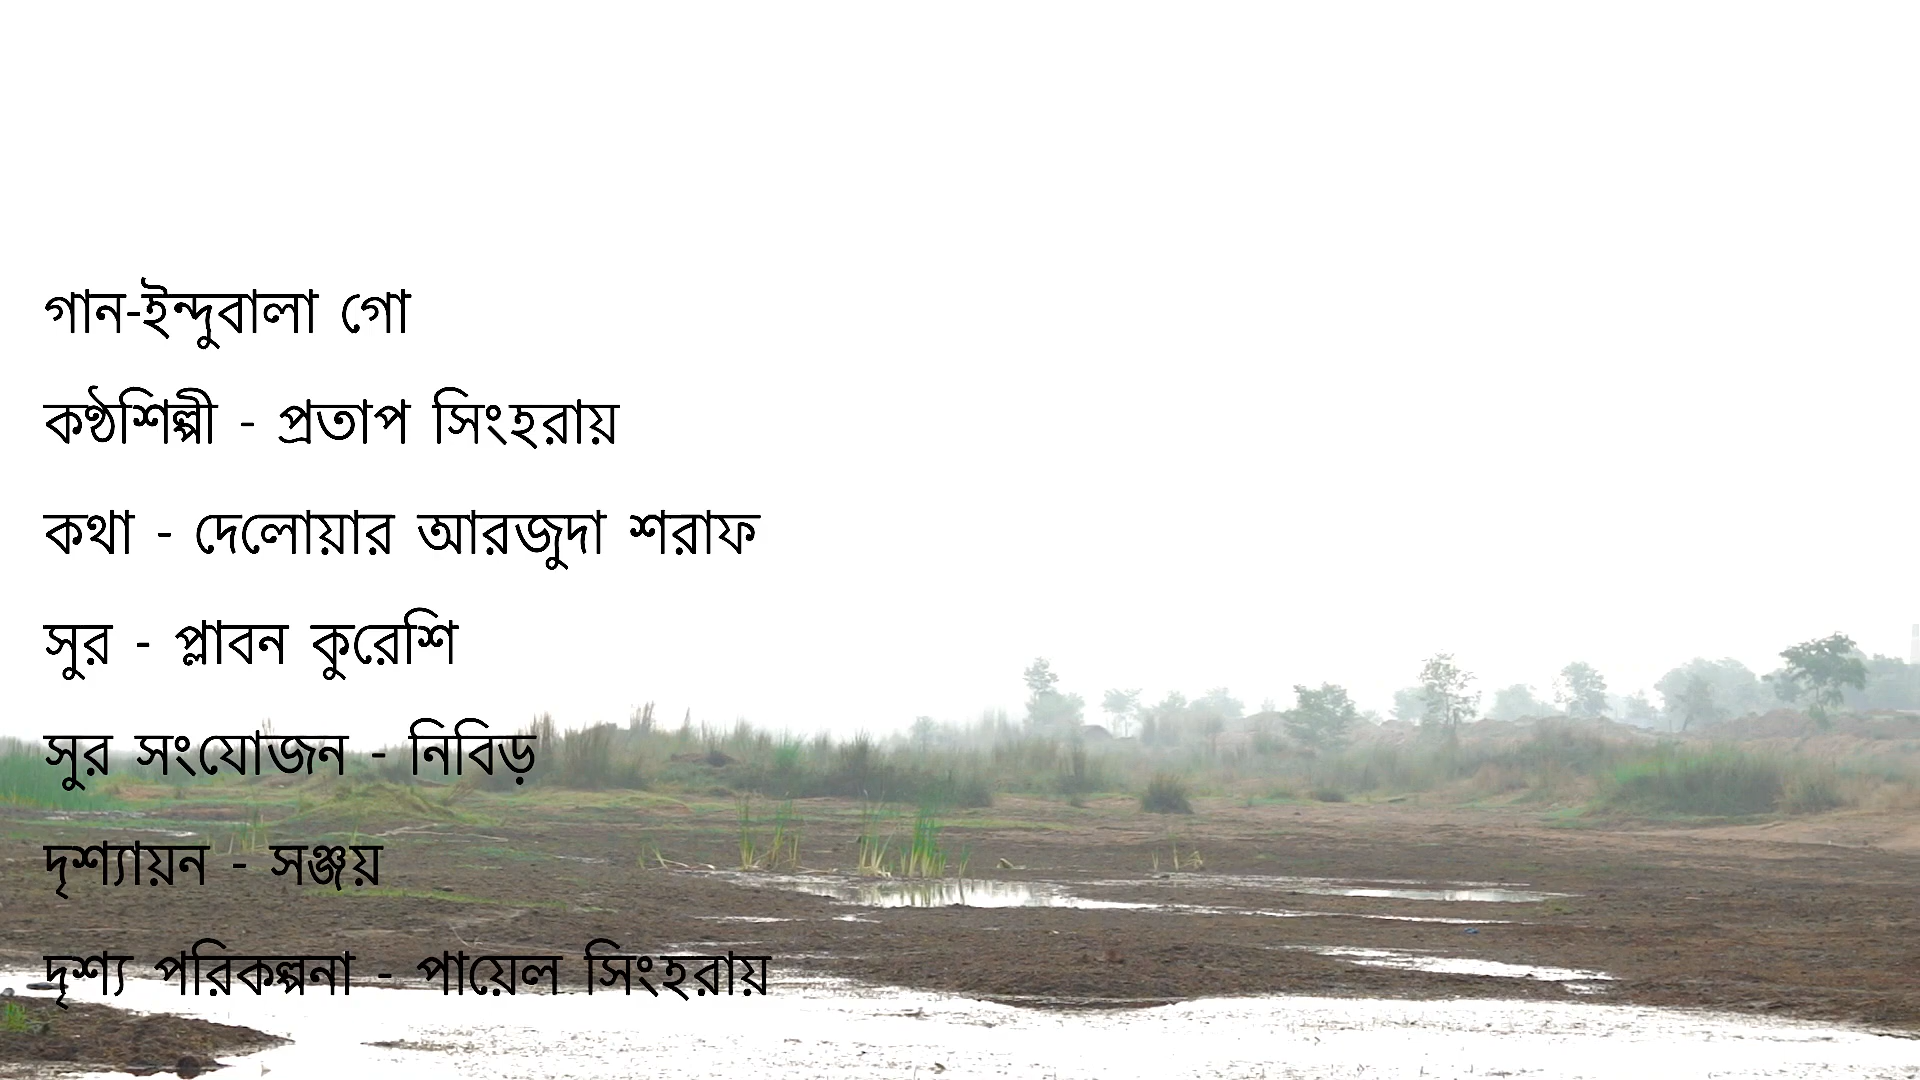 গান-ইন্দুবালা গো
কণ্ঠশিল্পী - প্রতাপ সিংহরায়
কথা - দেলোয়ার আরজুদা শরাফ
সুর - প্লাবন কুরেশি
সুর সংযোজন - নিবিড়
দৃশ্যায়ন - সঞ্জয়
দৃশ্য পরিকল্পনা - পায়েল সিংহরায়